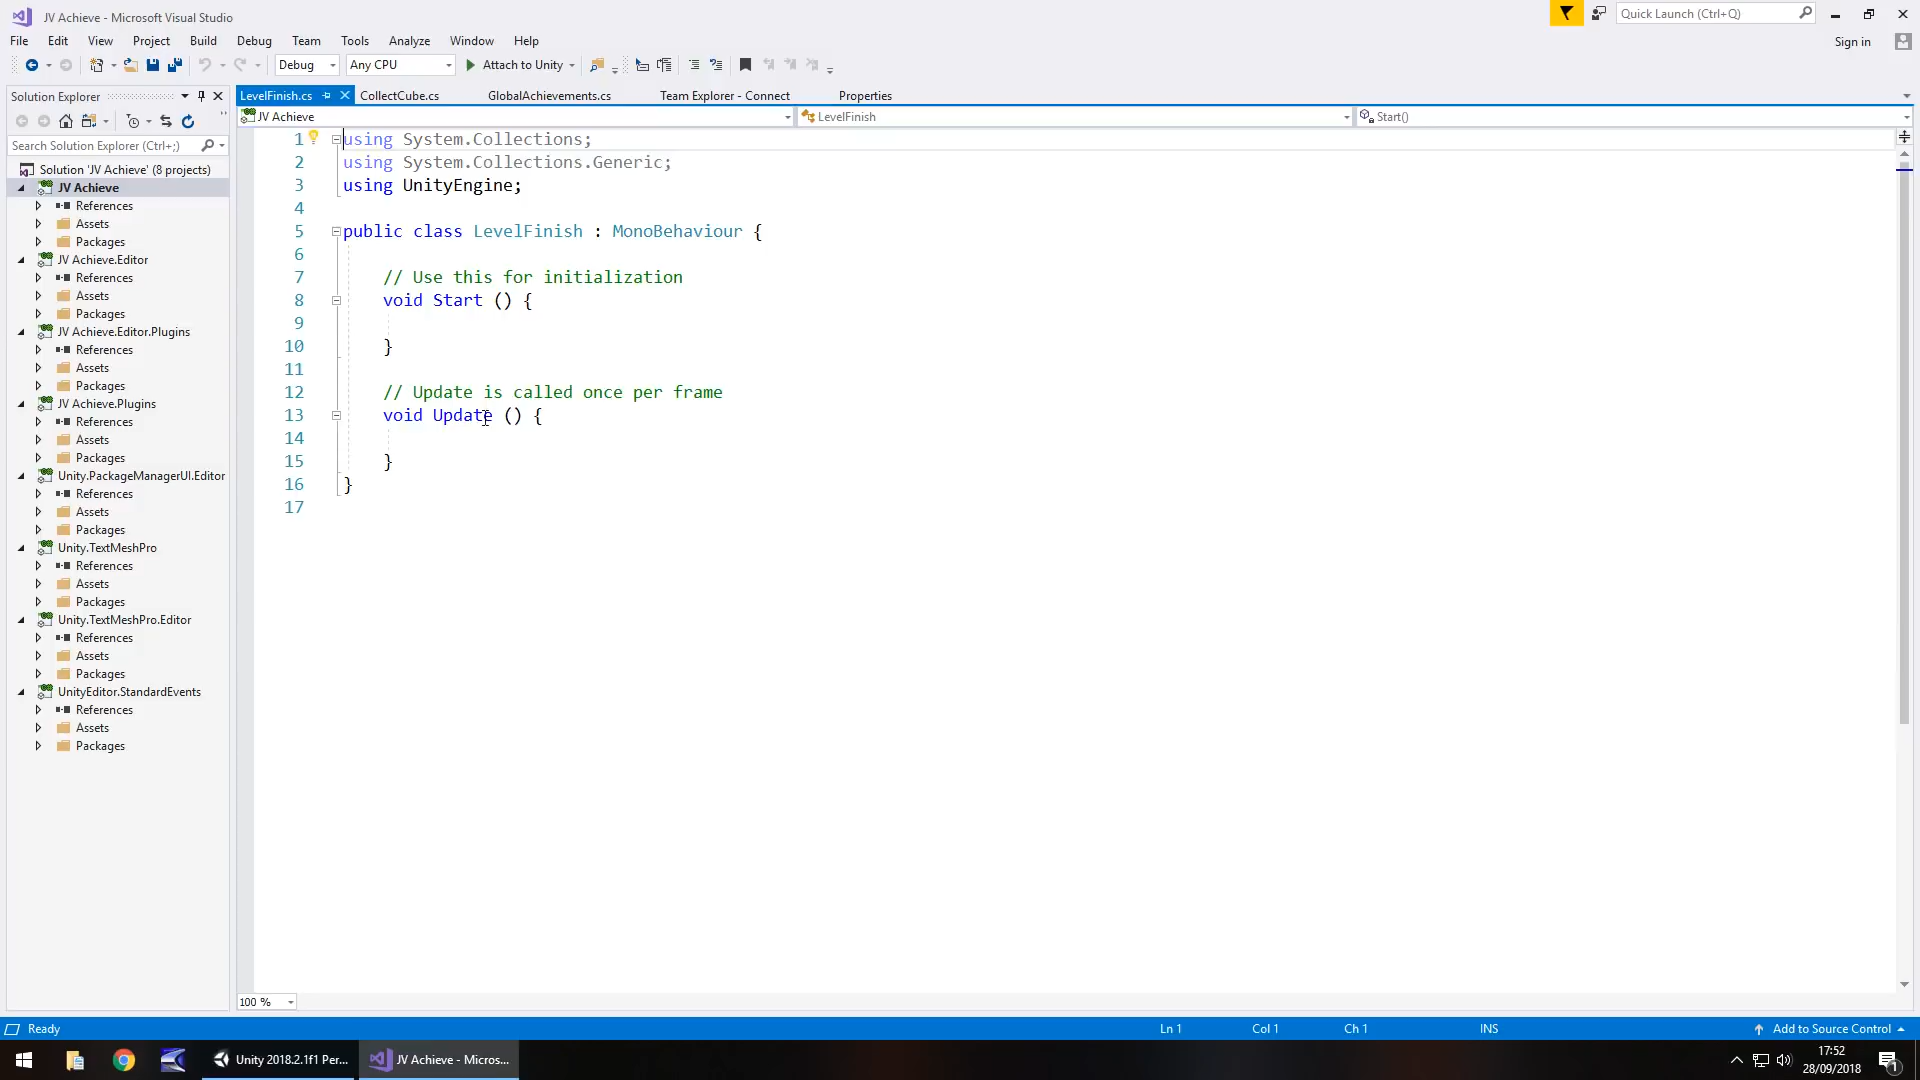 JV Achieve - Microsoft Visual Studio
Quick Launch (Ctrl+Q)
File Edit View Project Build Debug Team Tools Analyze Window Help
Sign in
Debug Any CPU Attach to Unity
Solution Explorer
LevelFinish.cs CollectCube.cs GlobalAchievements.cs Team Explorer - Connect Properties
JV Achieve LevelFinish Start()
Search Solution Explorer (Ctrl+;)
Solution 'JV Achieve' (8 projects)
JV Achieve
References
Assets
Packages
JV Achieve.Editor
References
Assets
Packages
JV Achieve.Editor.Plugins
References
Assets
Packages
JV Achieve.Plugins
References
Assets
Packages
Unity.PackageManagerUI.Editor
References
Assets
Packages
Unity.TextMeshPro
References
Assets
Packages
Unity.TextMeshPro.Editor
References
Assets
Packages
UnityEditor.StandardEvents
References
Assets
Packages
1 using System.Collections;
2 using System.Collections.Generic;
3 using UnityEngine;
4
5 public class LevelFinish : MonoBehaviour {
6
7 // Use this for initialization
8 void Start () {
9
10 }
11
12 // Update is called once per frame
13 void Update () {
14
15 }
16 }
17
100 %
Ready Ln 1 Col 1 Ch 1 INS Add to Source Control
Unity 2018.2.1f1 Per... JV Achieve - Micros...
17:52
28/09/2018
1